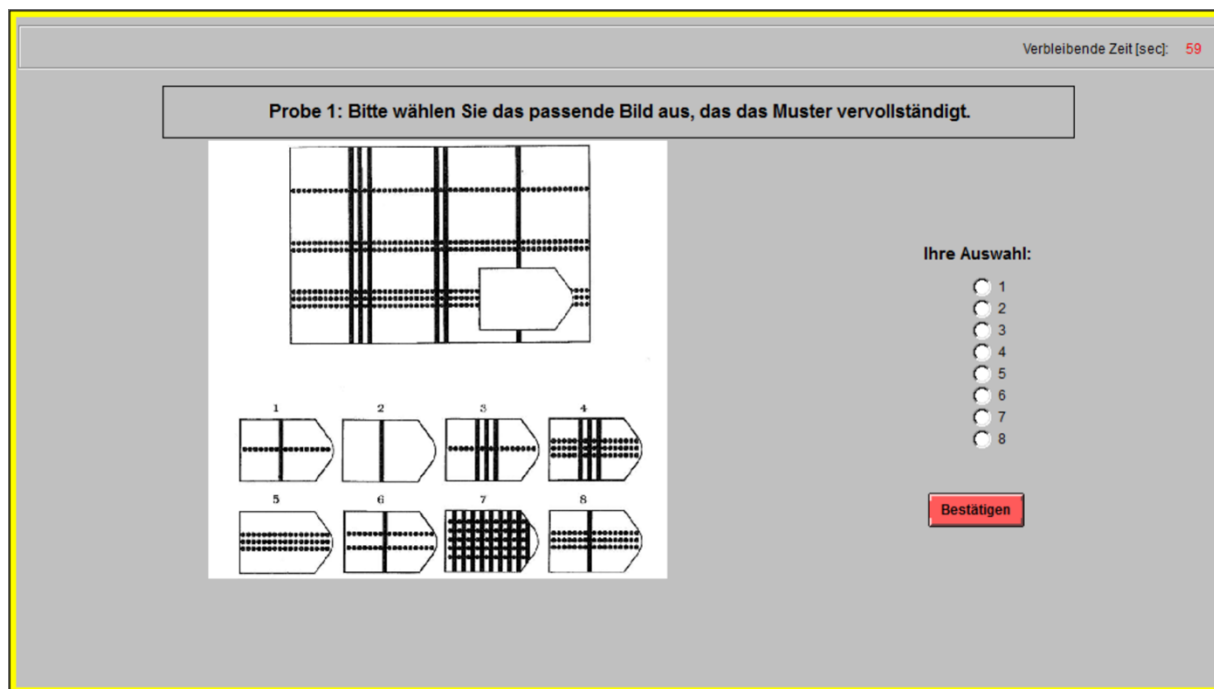 Verbleibende Zeit [sec]: 59
Probe 1: Bitte wählen Sie das passende Bild aus, das das Muster vervollständigt.
Ihre Auswahl:
1
2
3
4
5
6
7
8
1 2 3 4
5 6 7 8
Bestätigen